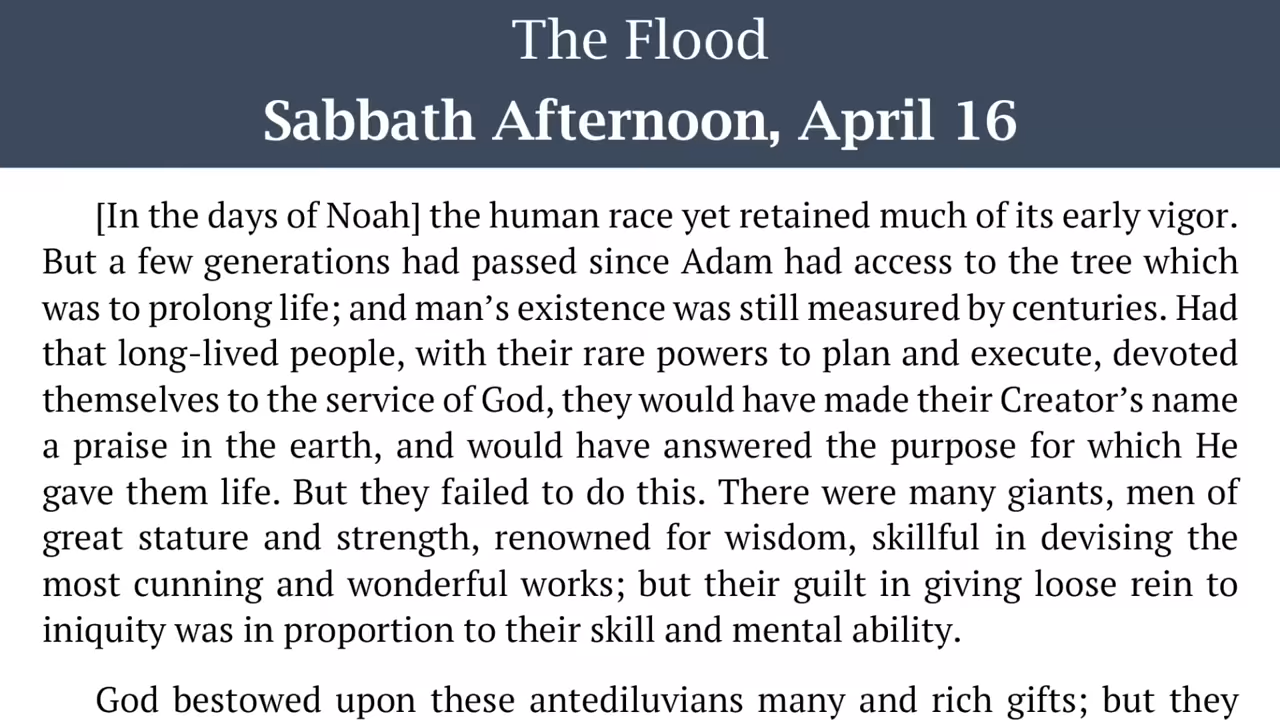 The Flood
Sabbath Afternoon, April 16
[In the days of Noah] the human race yet retained much of its early vigor.
But a few generations had passed since Adam had access to the tree which
was to prolong life; and man’s existence was still measured by centuries. Had
that long-lived people, with their rare powers to plan and execute, devoted
themselves to the service of God, they would have made their Creator’s name
a praise in the earth, and would have answered the purpose for which He
gave them life. But they failed to do this. There were many giants, men of
great stature and strength, renowned for wisdom, skillful in devising the
most cunning and wonderful works; but their guilt in giving loose rein to
iniquity was in proportion to their skill and mental ability.
God bestowed upon these antediluvians many and rich gifts; but they